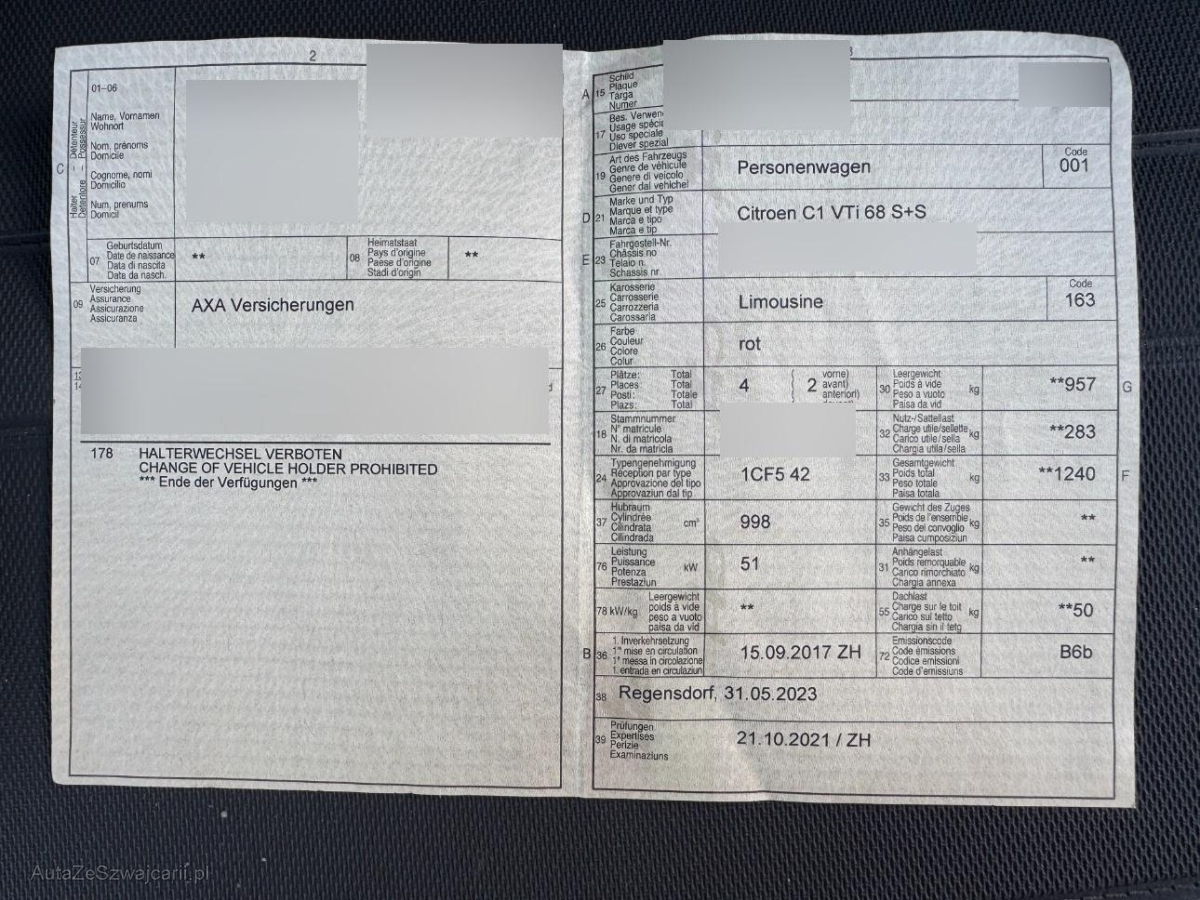 2
01-06
Name, Vornamen
Wohnort
Nom, prénoms
Domicile
Cognome, nomi
Domicilio
Num, prenums
Domicil
Halter - Détenteur
Detentore - Possessur
C
07
Geburtsdatum
Date de naissance
Data di nascita
Data da nasch.
**
08
Heimatstaat
Pays d'origine
Paese d'origine
Stadi d'origin
**
09
Versicherung
Assurance
Assicurazione
Assicuranza
AXA Versicherungen
178 HALTERWECHSEL VERBOTEN
CHANGE OF VEHICLE HOLDER PROHIBITED
*** Ende der Verfügungen ***
A 15
Schild
Plaque
Targa
Numer
17
Bes. Verwen
Usage spéci
Uso speciale
Diever spezial
19
Art des Fahrzeugs
Genre de véhicule
Genere di veicolo
Gener dal vehichel
Personenwagen
Code
001
D 21
Marke und Typ
Marque et type
Marca e tipo
Marca e tip
Citroen C1 VTi 68 S+S
E 23
Fahrgestell-Nr.
Châssis no
Telaio n.
Schassis nr.
25
Karosserie
Carrosserie
Carrozzeria
Carossaria
Limousine
Code
163
26
Farbe
Couleur
Colore
Colur
rot
27
Plätze: Total
Places: Total
Posti: Totale
Plazs: Total
4
2
vorne)
avant)
anteriori)
30
Leergewicht
Poids à vide
Peso a vuoto
Paisa da vid
kg
**957
G
18
Stammnummer
N° matricule
N. di matricola
Nr. da matricla
32
Nutz-/Sattellast
Charge utile/sellette
Carico utile/sella
Chargia utila/sella
kg
**283
24
Typengenehmigung
Réception par type
Approvazione del tipo
Approvaziun dal tip
1CF5 42
33
Gesamtgewicht
Poids total
Peso totale
Paisa totala
kg
**1240
F
37
Hubraum
Cylindrée
Cilindrata
Cilindrada
cm³
998
35
Gewicht des Zuges
Poids de l'ensemble
Peso del convoglio
Paisa cumposiziun
kg
**
76
Leistung
Puissance
Potenza
Prestaziun
kW
51
31
Anhängelast
Poids remorquable
Carico rimorchiato
Chargia annexa
kg
**
78 kW/kg
Leergewicht
poids à vide
peso a vuoto
paisa da vid
**
55
Dachlast
Charge sur le toit
Carico sul tetto
Chargia sin il tetg
kg
**50
B 36
1. Inverkehrsetzung
1re mise en circulation
1a messa in circolazione
1. entrada en circulaziun
15.09.2017 ZH
72
Emissionscode
Code émissions
Codice emissioni
Code d'emissiuns
B6b
38 Regensdorf, 31.05.2023
39
Prüfungen
Expertises
Perizie
Examinaziuns
21.10.2021 / ZH
AutaZeSzwajcarii.pl